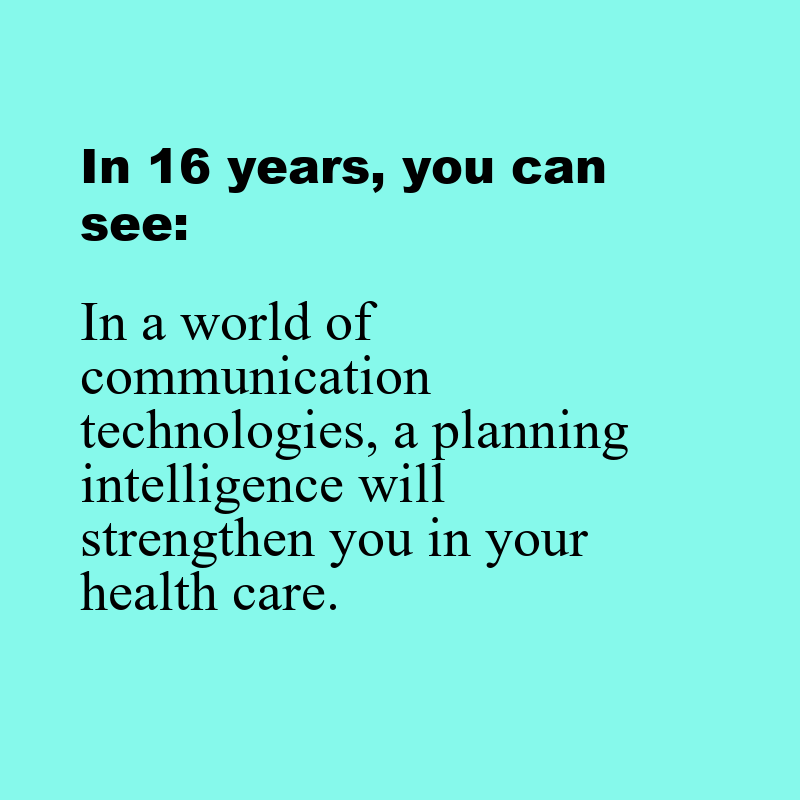 In 16 years, you can
see:
In a world of
communication
technologies, a planning
intelligence will
strengthen you in your
health care.